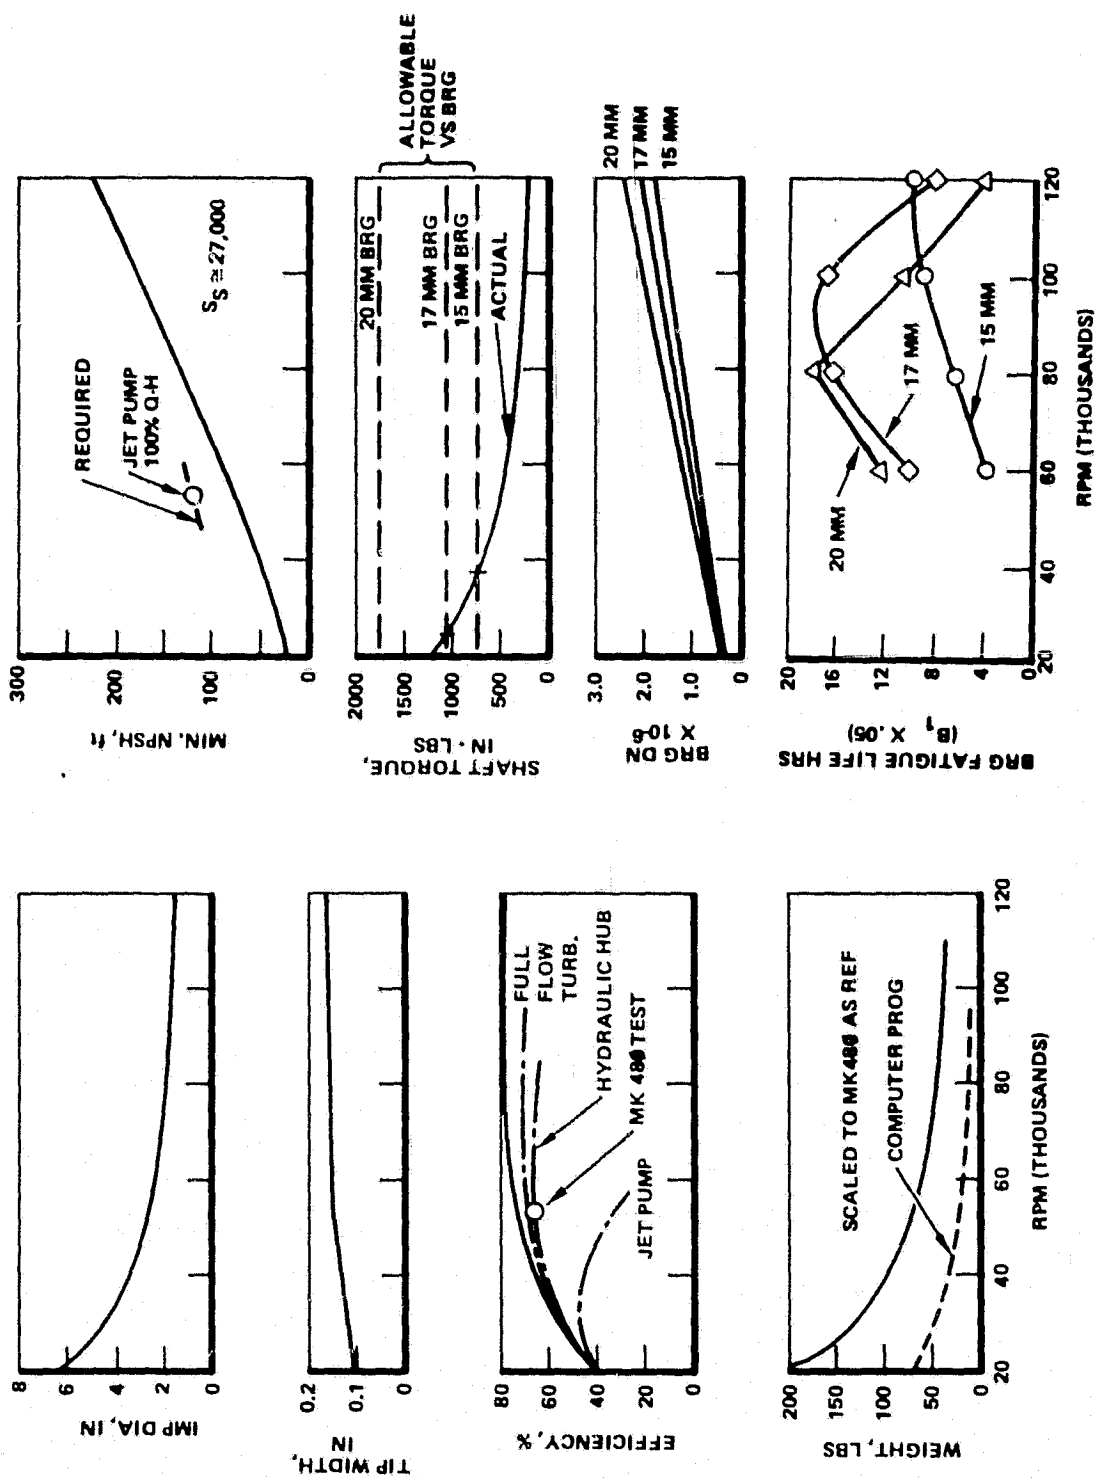 8
6
4
2
0
IMP DIA, IN
0.2
0.1
0
TIP WIDTH,
IN
80
60
40
20
0
EFFICIENCY, %
FULL
FLOW
TURB.
HYDRAULIC HUB
MK 480 TEST
JET PUMP
200
150
100
50
0
WEIGHT, LBS
SCALED TO MK480 AS REF
COMPUTER PROG
20
40
60
80
100
120
RPM (THOUSANDS)
300
200
100
0
MIN. NPSH, ft
REQUIRED
JET PUMP
100% Q-H
SS ≅ 27,000
1500
1000
500
0
SHAFT TORQUE,
IN - LBS
20 MM BRG
17 MM BRG
15 MM BRG
ACTUAL
ALLOWABLE
TORQUE
VS BRG
3.0
2.0
1.0
0
BRG DN
X 10-6
20 MM
17 MM
15 MM
20
16
12
8
4
0
BRG FATIGUE LIFE HRS
(B1 X .05)
20 MM
17 MM
15 MM
20
40
60
80
100
120
RPM (THOUSANDS)